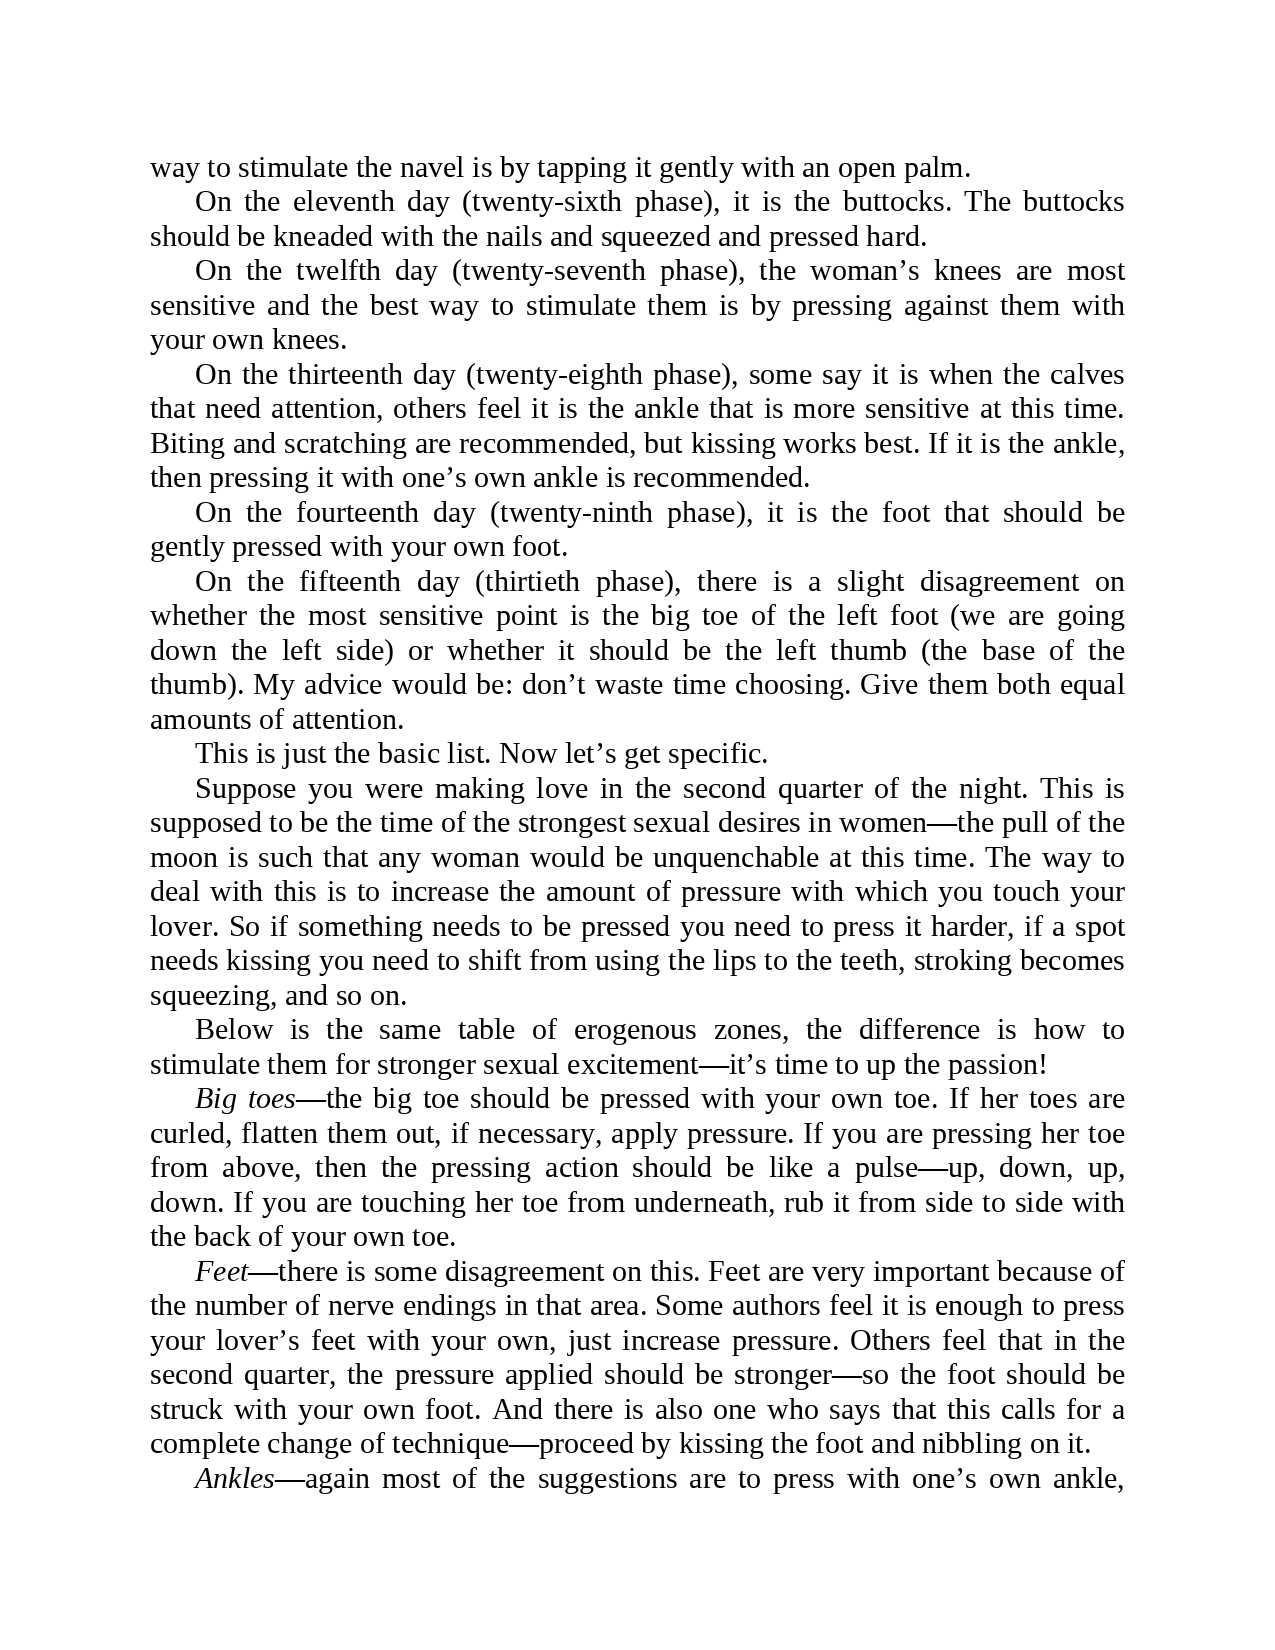 way to stimulate the navel is by tapping it gently with an open palm.
On the eleventh day (twenty-sixth phase), it is the buttocks. The buttocks
should be kneaded with the nails and squeezed and pressed hard.
On the twelfth day (twenty-seventh phase), the woman’s knees are most
sensitive and the best way to stimulate them is by pressing against them with
your own knees.
On the thirteenth day (twenty-eighth phase), some say it is when the calves
that need attention, others feel it is the ankle that is more sensitive at this time.
Biting and scratching are recommended, but kissing works best. If it is the ankle,
then pressing it with one’s own ankle is recommended.
On the fourteenth day (twenty-ninth phase), it is the foot that should be
gently pressed with your own foot.
On the fifteenth day (thirtieth phase), there is a slight disagreement on
whether the most sensitive point is the big toe of the left foot (we are going
down the left side) or whether it should be the left thumb (the base of the
thumb). My advice would be: don’t waste time choosing. Give them both equal
amounts of attention.
This is just the basic list. Now let’s get specific.
Suppose you were making love in the second quarter of the night. This is
supposed to be the time of the strongest sexual desires in women—the pull of the
moon is such that any woman would be unquenchable at this time. The way to
deal with this is to increase the amount of pressure with which you touch your
lover. So if something needs to be pressed you need to press it harder, if a spot
needs kissing you need to shift from using the lips to the teeth, stroking becomes
squeezing, and so on.
Below is the same table of erogenous zones, the difference is how to
stimulate them for stronger sexual excitement—it’s time to up the passion!
Big toes—the big toe should be pressed with your own toe. If her toes are
curled, flatten them out, if necessary, apply pressure. If you are pressing her toe
from above, then the pressing action should be like a pulse—up, down, up,
down. If you are touching her toe from underneath, rub it from side to side with
the back of your own toe.
Feet—there is some disagreement on this. Feet are very important because of
the number of nerve endings in that area. Some authors feel it is enough to press
your lover’s feet with your own, just increase pressure. Others feel that in the
second quarter, the pressure applied should be stronger—so the foot should be
struck with your own foot. And there is also one who says that this calls for a
complete change of technique—proceed by kissing the foot and nibbling on it.
Ankles—again most of the suggestions are to press with one’s own ankle,